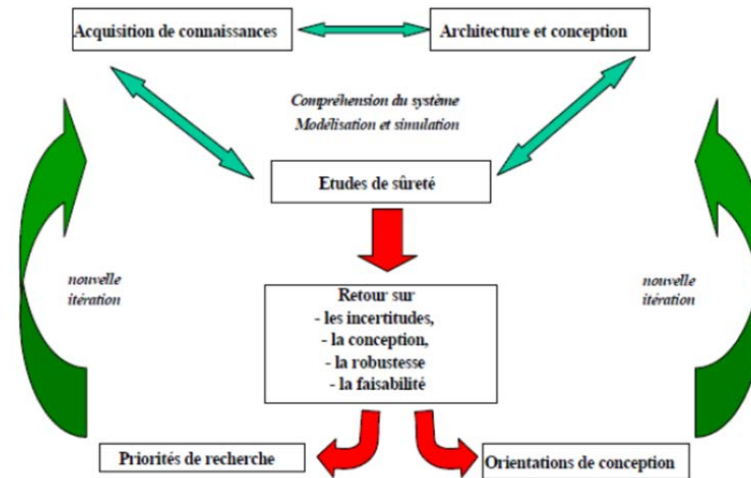 Acquisition de connaissances
Architecture et conception
Compréhension du système
Modélisation et simulation
Etudes de sûreté
nouvelle
itération
Retour sur
- les incertitudes,
- la conception,
- la robustesse
- la faisabilité
nouvelle
itération
Priorités de recherche
Orientations de conception